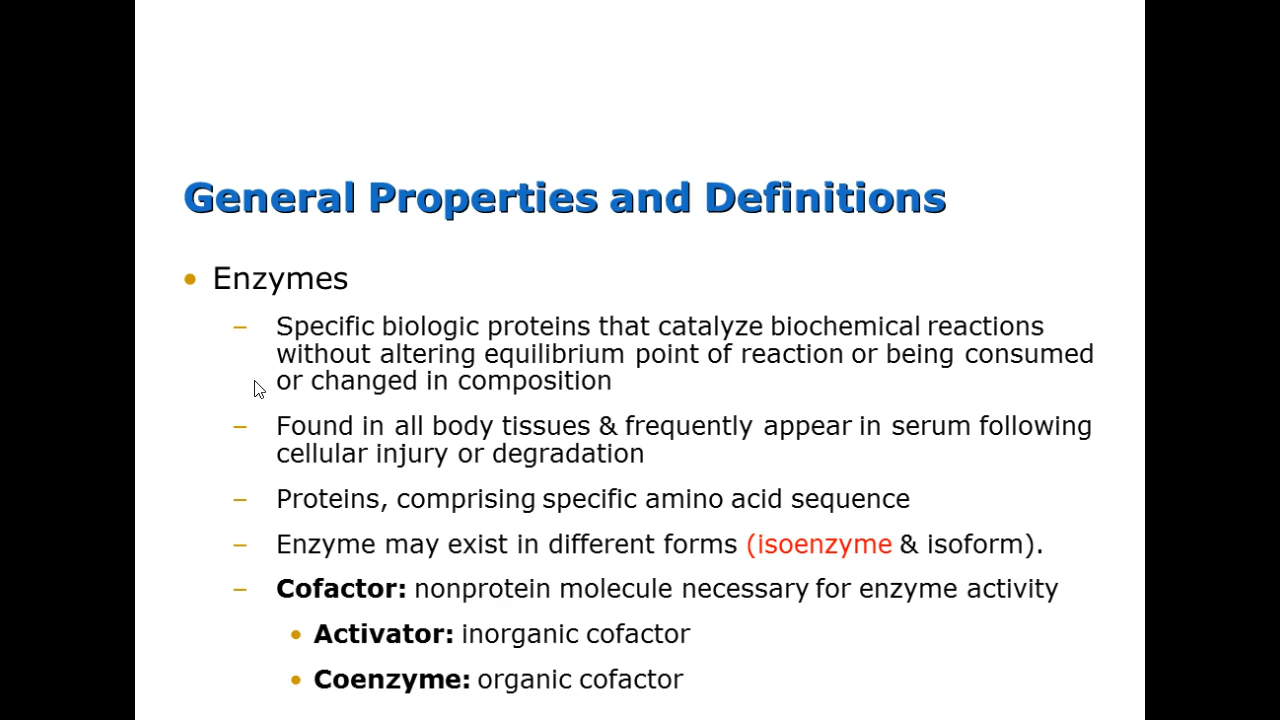 General Properties and Definitions
• Enzymes
– Specific biologic proteins that catalyze biochemical reactions
without altering equilibrium point of reaction or being consumed
or changed in composition
– Found in all body tissues & frequently appear in serum following
cellular injury or degradation
– Proteins, comprising specific amino acid sequence
– Enzyme may exist in different forms (isoenzyme & isoform).
– Cofactor: nonprotein molecule necessary for enzyme activity
• Activator: inorganic cofactor
• Coenzyme: organic cofactor